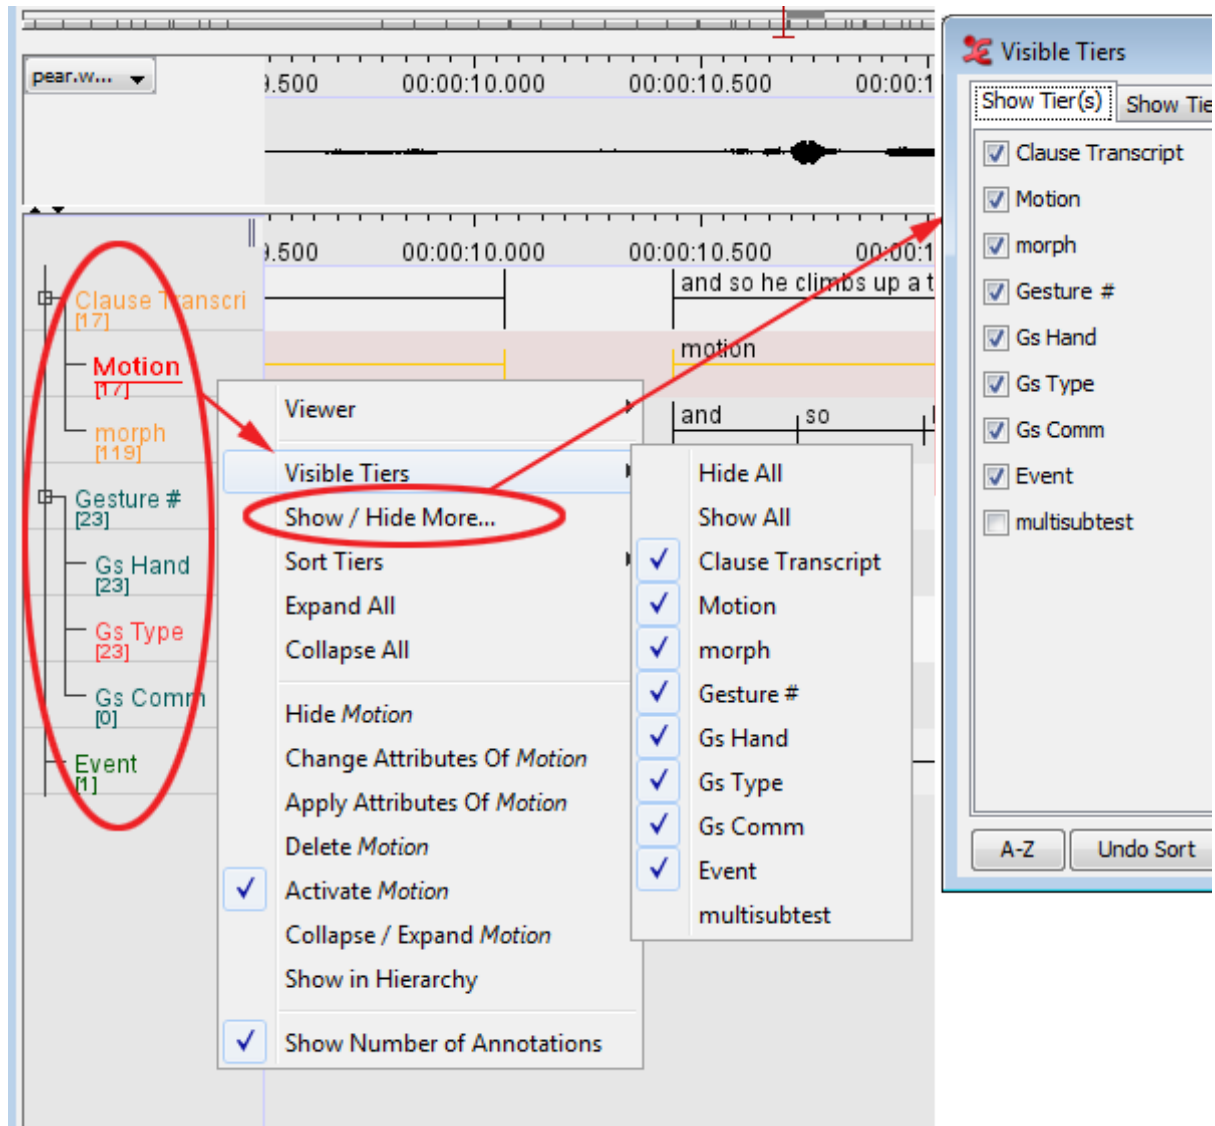 pear.w...
9.500 00:00:10.000 00:00:10.500 00:00:1
9.500 00:00:10.000 00:00:10.500 00:00:1
Clause Transcri
[17]
and so he climbs up a t
Motion
[17]
motion
morph
[119]
and so
Gesture #
[23]
Gs Hand
[23]
Gs Type
[23]
Gs Comm
[0]
Event
[1]
Viewer
Visible Tiers
Show / Hide More...
Sort Tiers
Expand All
Collapse All
Hide Motion
Change Attributes Of Motion
Apply Attributes Of Motion
Delete Motion
Activate Motion
Collapse / Expand Motion
Show in Hierarchy
Show Number of Annotations
Hide All
Show All
Clause Transcript
Motion
morph
Gesture #
Gs Hand
Gs Type
Gs Comm
Event
multisubtest
Visible Tiers
Show Tier(s) Show Tie
Clause Transcript
Motion
morph
Gesture #
Gs Hand
Gs Type
Gs Comm
Event
multisubtest
A-Z Undo Sort